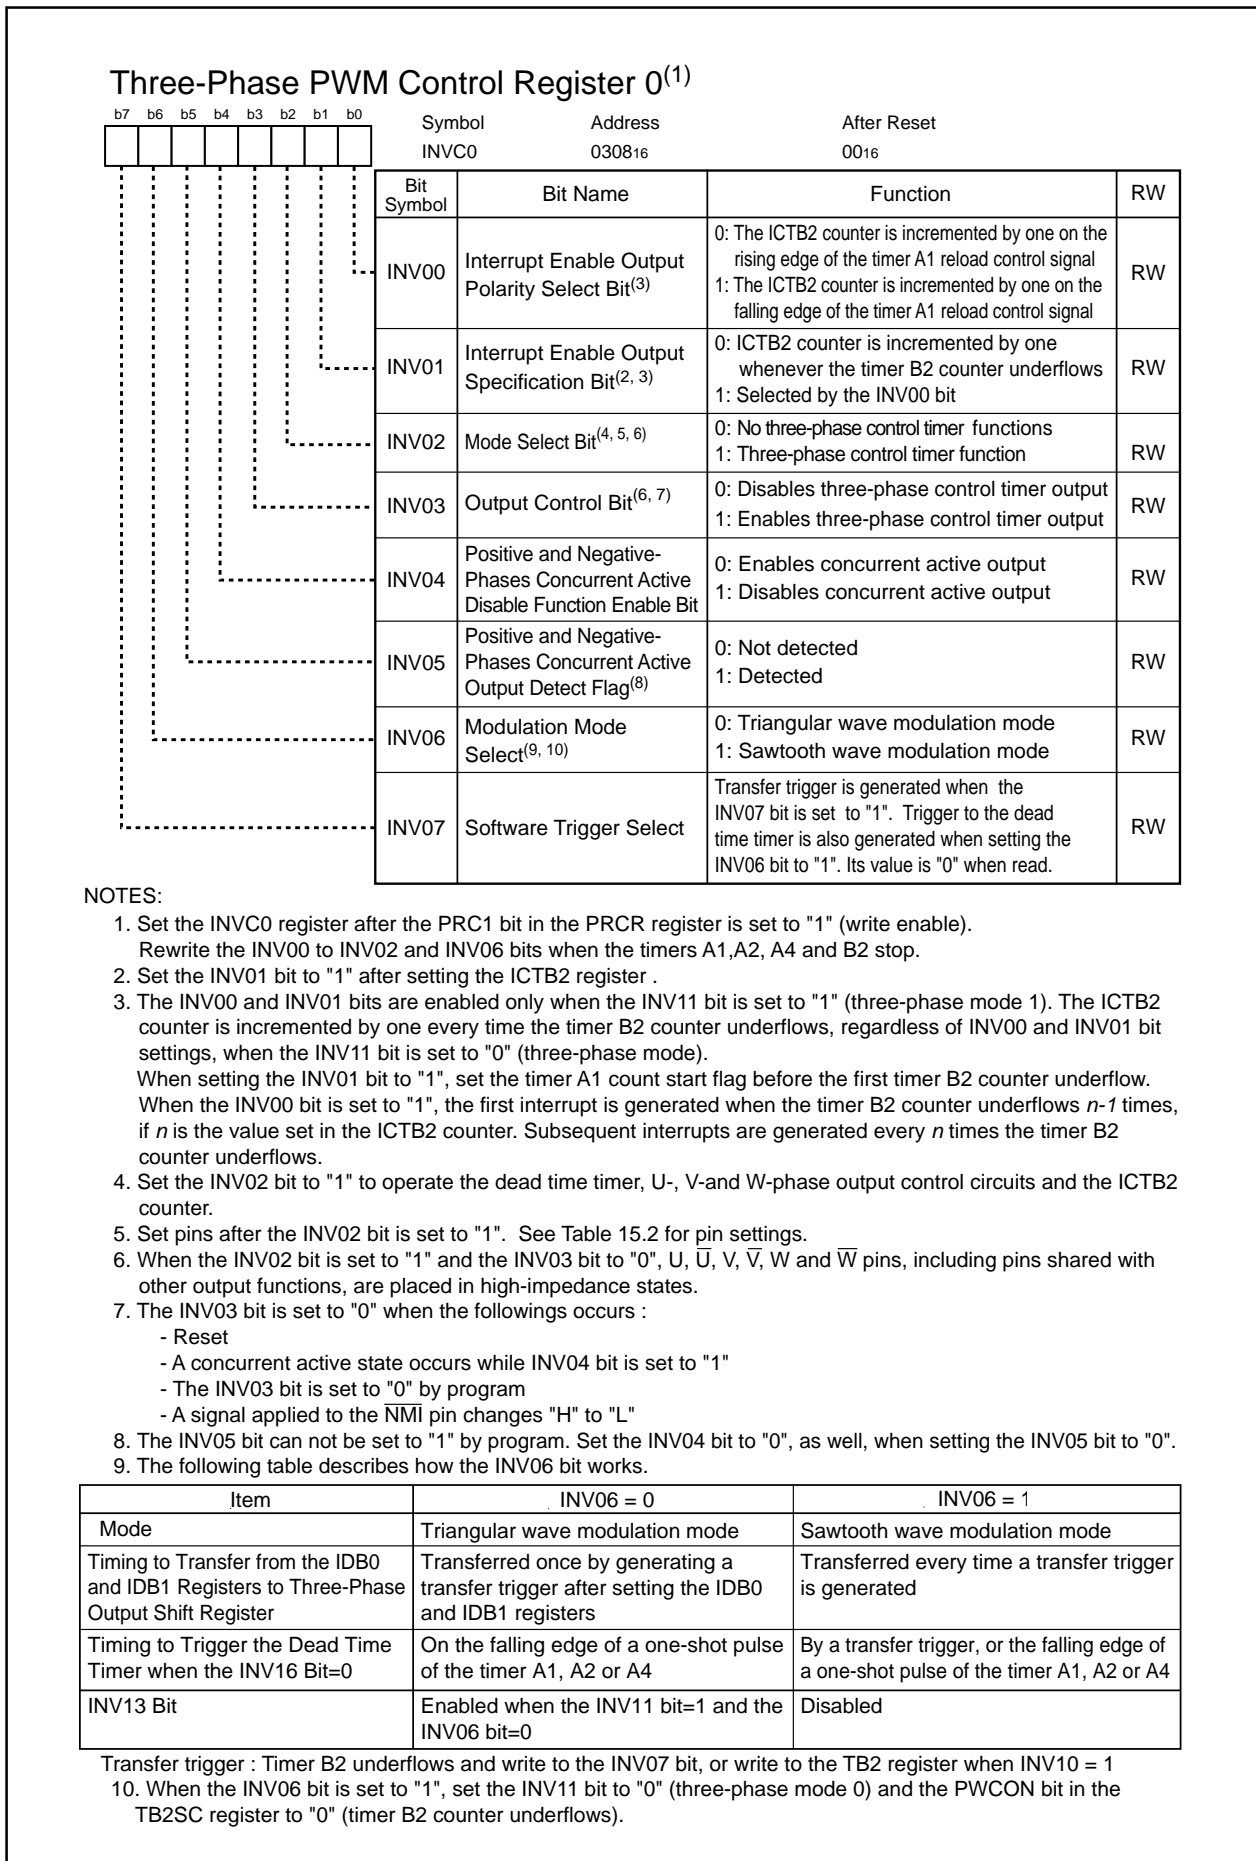 Three-Phase PWM Control Register 0(1)
b7 b6 b5 b4 b3 b2 b1 b0
Symbol Address After Reset
INVC0 030816 0016
Bit Symbol Bit Name Function RW
INV00
Interrupt Enable Output
Polarity Select Bit(3)
0: The ICTB2 counter is incremented by one on the
rising edge of the timer A1 reload control signal
1: The ICTB2 counter is incremented by one on the
falling edge of the timer A1 reload control signal
RW
INV01
Interrupt Enable Output
Specification Bit(2, 3)
0: ICTB2 counter is incremented by one
whenever the timer B2 counter underflows
1: Selected by the INV00 bit
RW
INV02
Mode Select Bit(4, 5, 6)
0: No three-phase control timer functions
1: Three-phase control timer function
RW
INV03
Output Control Bit(6, 7)
0: Disables three-phase control timer output
1: Enables three-phase control timer output
RW
INV04
Positive and Negative-
Phases Concurrent Active
Disable Function Enable Bit
0: Enables concurrent active output
1: Disables concurrent active output
RW
INV05
Positive and Negative-
Phases Concurrent Active
Output Detect Flag(8)
0: Not detected
1: Detected
RW
INV06
Modulation Mode
Select(9, 10)
0: Triangular wave modulation mode
1: Sawtooth wave modulation mode
RW
INV07
Software Trigger Select
Transfer trigger is generated when the
INV07 bit is set to "1". Trigger to the dead
time timer is also generated when setting the
INV06 bit to "1". Its value is "0" when read.
RW
NOTES:
1. Set the INVC0 register after the PRC1 bit in the PRCR register is set to "1" (write enable).
Rewrite the INV00 to INV02 and INV06 bits when the timers A1,A2, A4 and B2 stop.
2. Set the INV01 bit to "1" after setting the ICTB2 register .
3. The INV00 and INV01 bits are enabled only when the INV11 bit is set to "1" (three-phase mode 1). The ICTB2
counter is incremented by one every time the timer B2 counter underflows, regardless of INV00 and INV01 bit
settings, when the INV11 bit is set to "0" (three-phase mode).
When setting the INV01 bit to "1", set the timer A1 count start flag before the first timer B2 counter underflow.
When the INV00 bit is set to "1", the first interrupt is generated when the timer B2 counter underflows n-1 times,
if n is the value set in the ICTB2 counter. Subsequent interrupts are generated every n times the timer B2
counter underflows.
4. Set the INV02 bit to "1" to operate the dead time timer, U-, V-and W-phase output control circuits and the ICTB2
counter.
5. Set pins after the INV02 bit is set to "1". See Table 15.2 for pin settings.
6. When the INV02 bit is set to "1" and the INV03 bit to "0", U, U̅, V, V̅, W and W̅ pins, including pins shared with
other output functions, are placed in high-impedance states.
7. The INV03 bit is set to "0" when the followings occurs :
- Reset
- A concurrent active state occurs while INV04 bit is set to "1"
- The INV03 bit is set to "0" by program
- A signal applied to the N̅M̅I̅ pin changes "H" to "L"
8. The INV05 bit can not be set to "1" by program. Set the INV04 bit to "0", as well, when setting the INV05 bit to "0".
9. The following table describes how the INV06 bit works.
Item INV06 = 0 INV06 = 1
Mode Triangular wave modulation mode Sawtooth wave modulation mode
Timing to Transfer from the IDB0
and IDB1 Registers to Three-Phase
Output Shift Register
Transferred once by generating a
transfer trigger after setting the IDB0
and IDB1 registers
Transferred every time a transfer trigger
is generated
Timing to Trigger the Dead Time
Timer when the INV16 Bit=0
On the falling edge of a one-shot pulse
of the timer A1, A2 or A4
By a transfer trigger, or the falling edge of
a one-shot pulse of the timer A1, A2 or A4
INV13 Bit
Enabled when the INV11 bit=1 and the
INV06 bit=0
Disabled
Transfer trigger : Timer B2 underflows and write to the INV07 bit, or write to the TB2 register when INV10 = 1
10. When the INV06 bit is set to "1", set the INV11 bit to "0" (three-phase mode 0) and the PWCON bit in the
TB2SC register to "0" (timer B2 counter underflows).